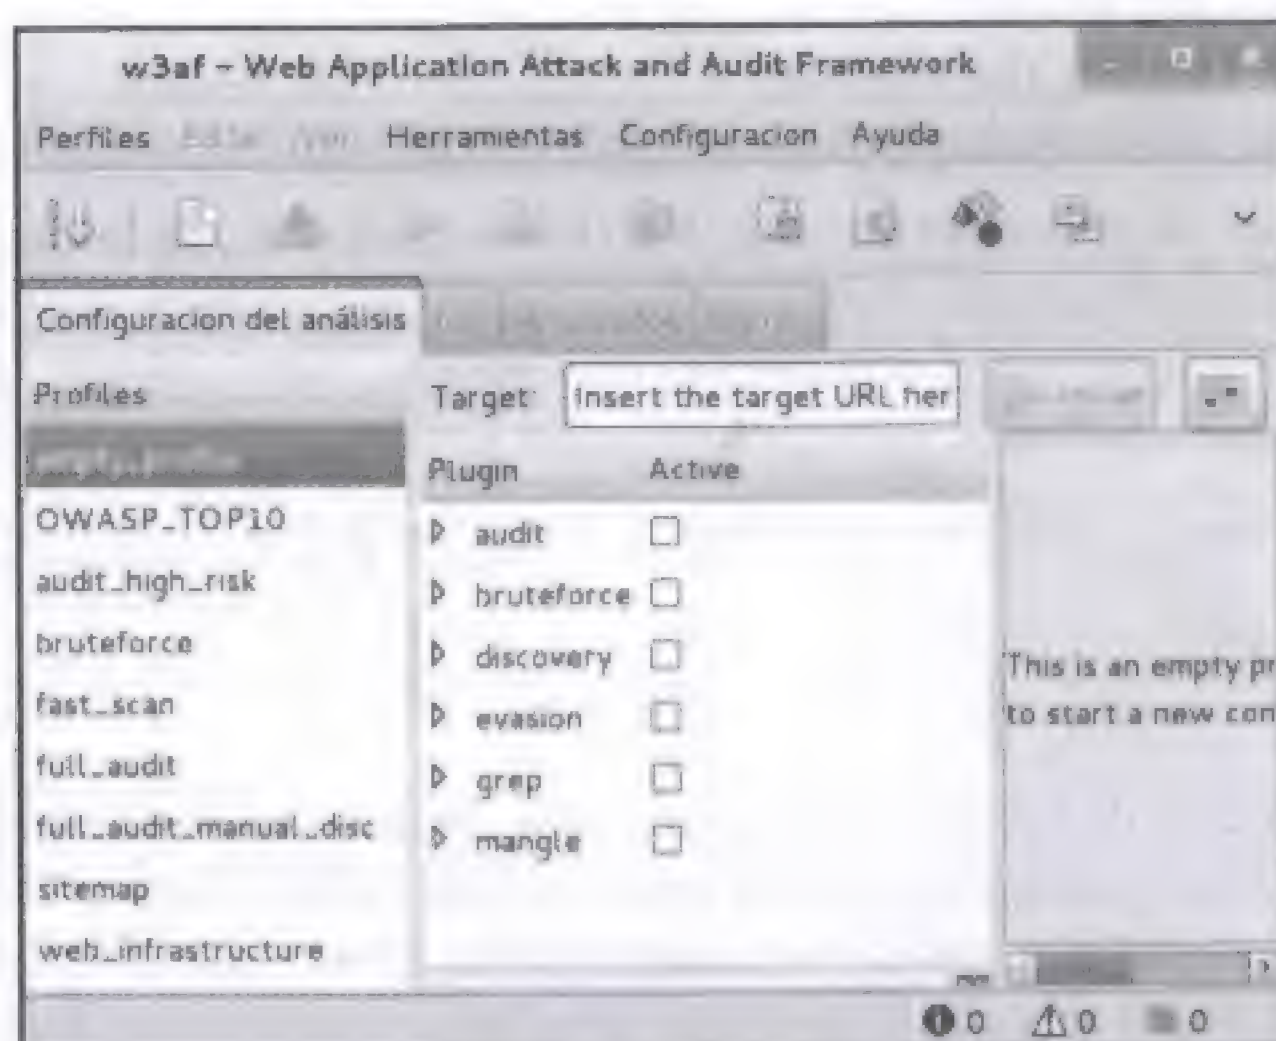 w3af - Web Application Attack and Audit Framework
Perfiles Herramientas Configuracion Ayuda
Configuracion del análisis
Profiles
Target: Insert the target URL her
empty_profile
Plugin Active
OWASP_TOP10
audit
audit_high_risk
bruteforce
bruteforce
discovery
This is an empty pr
fast_scan
evasion
to start a new con
full_audit
grep
full_audit_manual_disc
mangle
sitemap
web_infrastructure
0 0 0